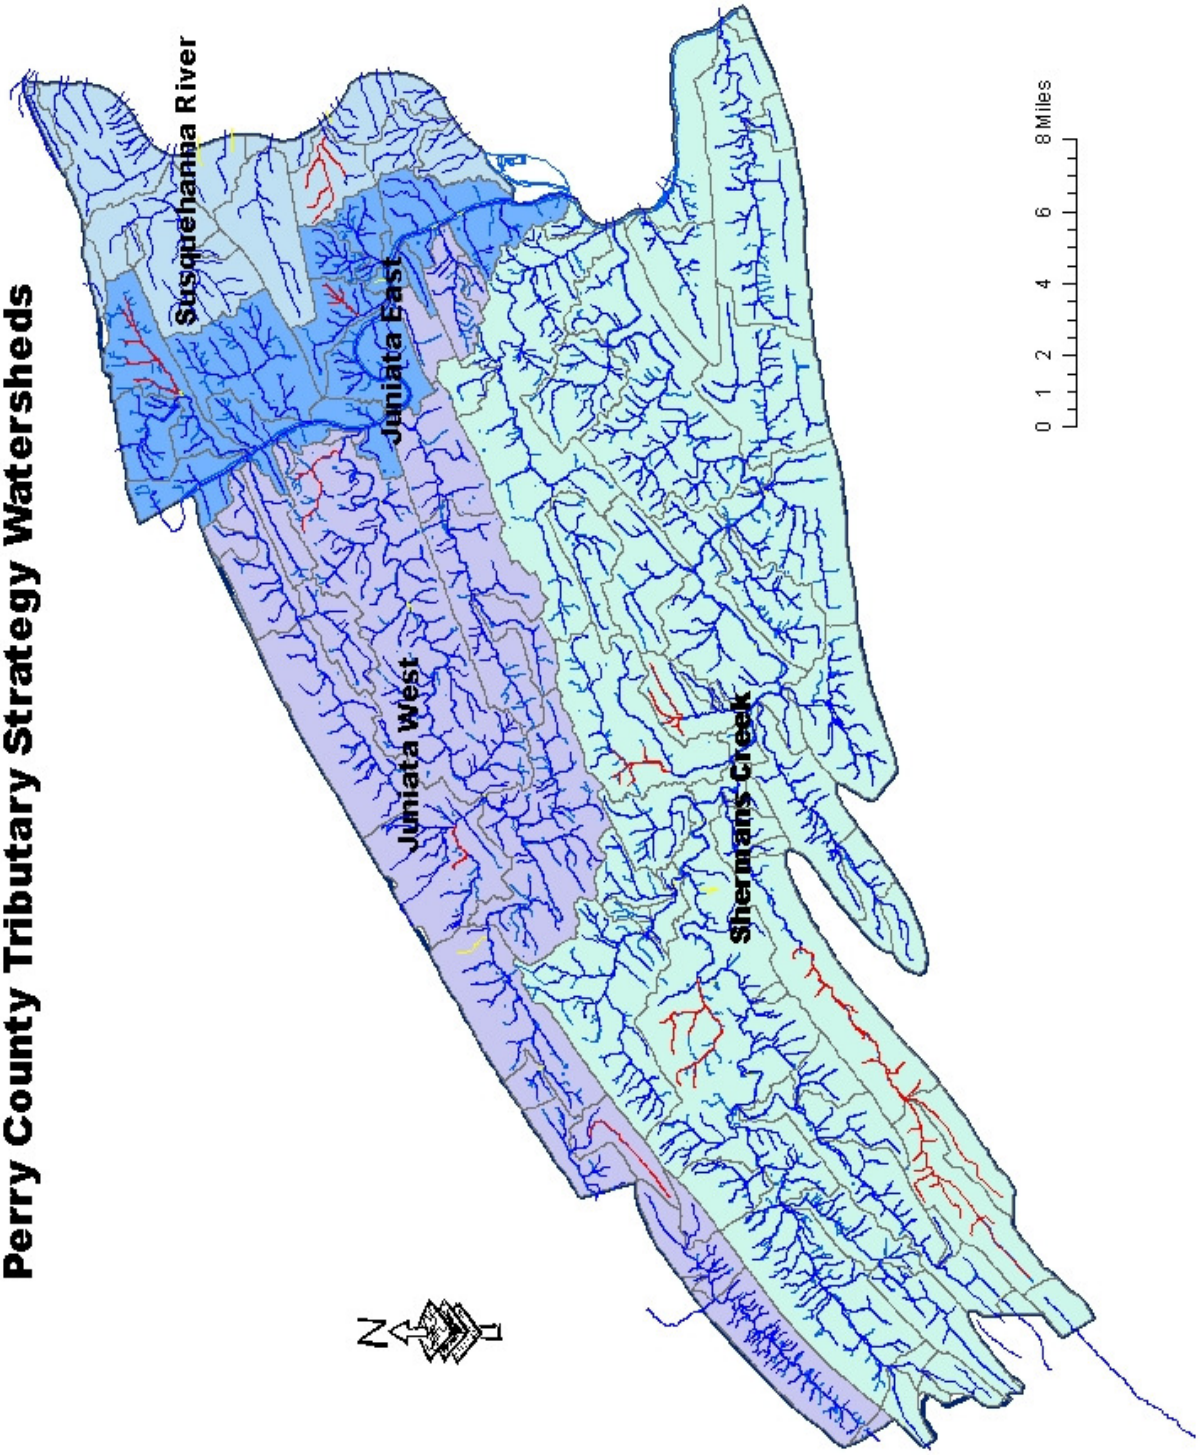 Perry County Tributary Strategy Watersheds
Susquehanna River
Juniata East
Juniata West
Shermans Creek
N
0 1 2 4 6 8 Miles